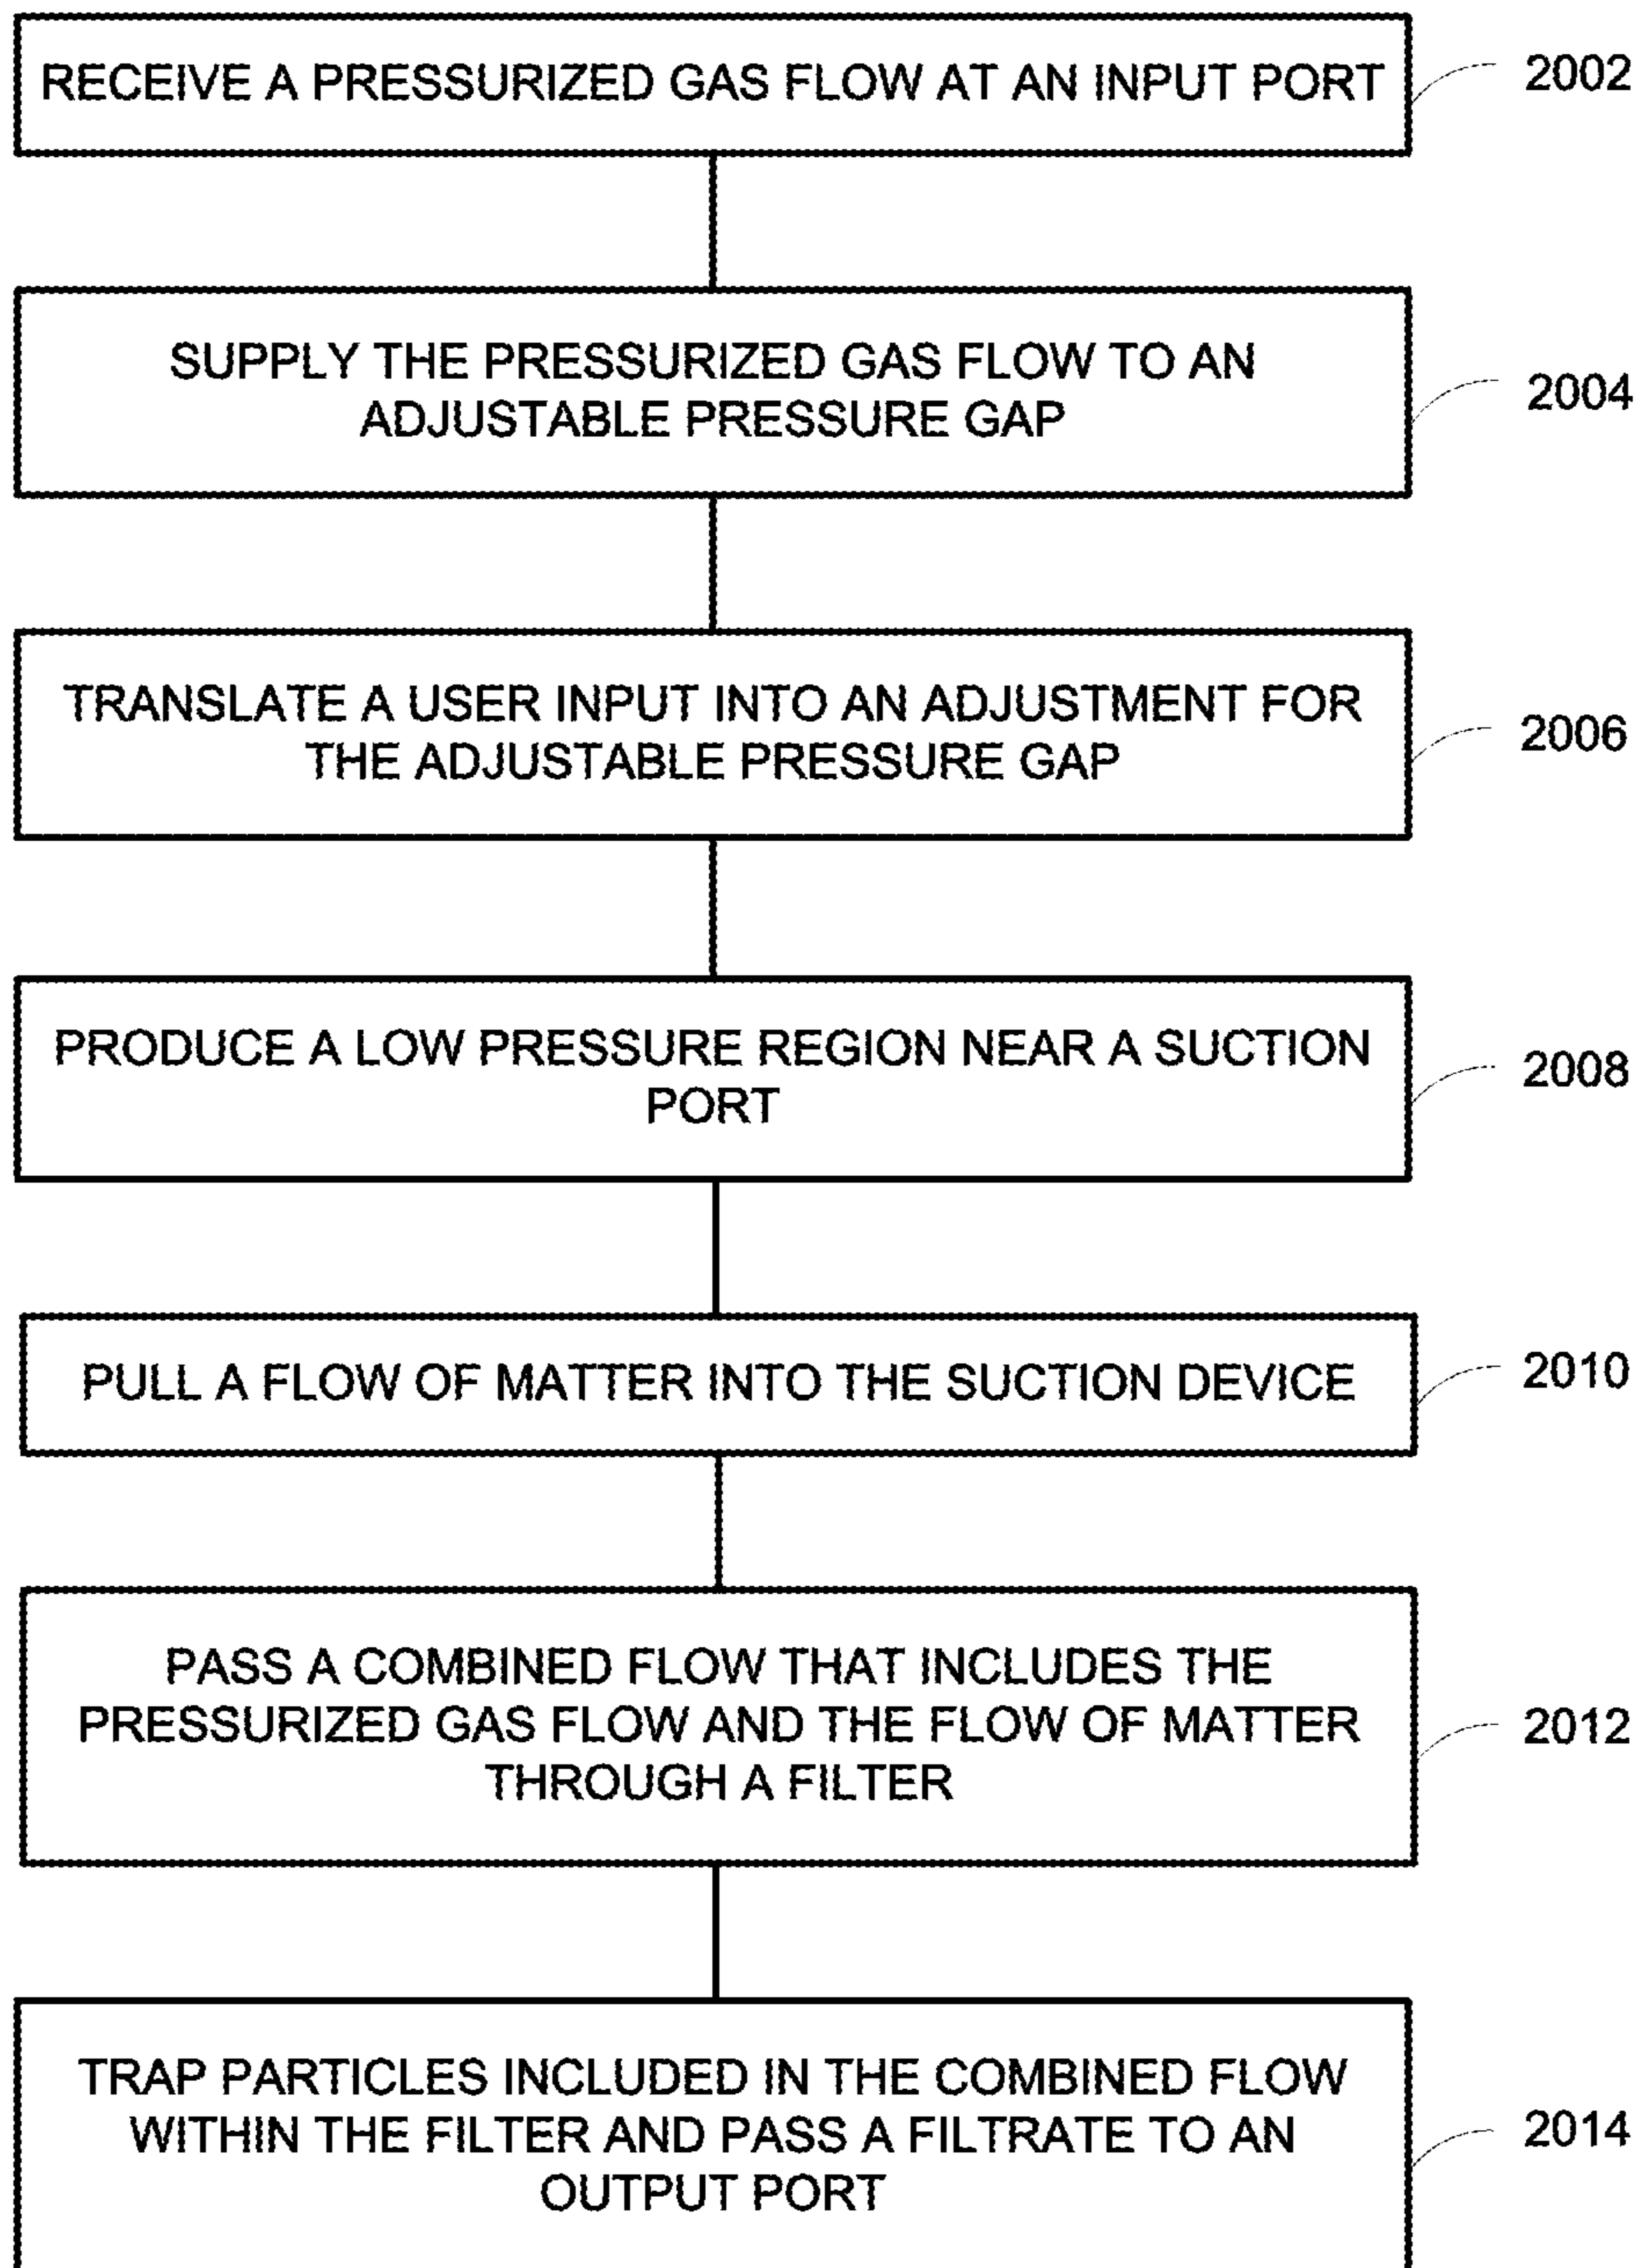 RECEIVE A PRESSURIZED GAS FLOW AT AN INPUT PORT
2002
SUPPLY THE PRESSURIZED GAS FLOW TO AN
ADJUSTABLE PRESSURE GAP
2004
TRANSLATE A USER INPUT INTO AN ADJUSTMENT FOR
THE ADJUSTABLE PRESSURE GAP
2006
PRODUCE A LOW PRESSURE REGION NEAR A SUCTION
PORT
2008
PULL A FLOW OF MATTER INTO THE SUCTION DEVICE
2010
PASS A COMBINED FLOW THAT INCLUDES THE
PRESSURIZED GAS FLOW AND THE FLOW OF MATTER
THROUGH A FILTER
2012
TRAP PARTICLES INCLUDED IN THE COMBINED FLOW
WITHIN THE FILTER AND PASS A FILTRATE TO AN
OUTPUT PORT
2014